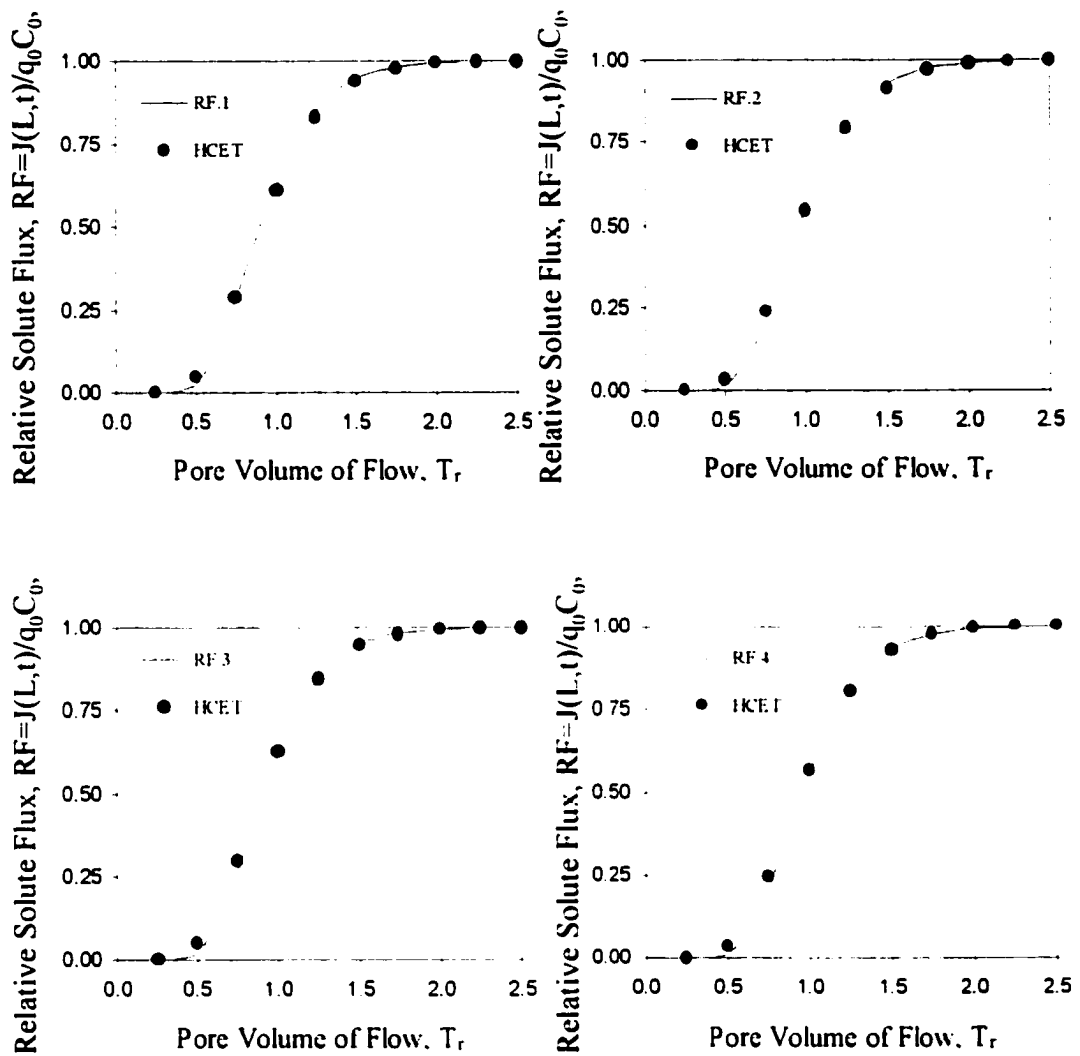 Relative Solute Flux, RF=J(L,t)/q₀C₀,
1.00
0.75
0.50
0.25
0.00
RF.1
HCET
0.0 0.5 1.0 1.5 2.0 2.5
Pore Volume of Flow, Tᵣ
Relative Solute Flux, RF=J(L,t)/q₀C₀,
1.00
0.75
0.50
0.25
0.00
RF.2
HCET
0.0 0.5 1.0 1.5 2.0 2.5
Pore Volume of Flow, Tᵣ
Relative Solute Flux, RF=J(L,t)/q₀C₀,
1.00
0.75
0.50
0.25
0.00
RF.3
HCET
0.0 0.5 1.0 1.5 2.0 2.5
Pore Volume of Flow, Tᵣ
Relative Solute Flux, RF=J(L,t)/q₀C₀,
1.00
0.75
0.50
0.25
0.00
RF.4
HCET
0.0 0.5 1.0 1.5 2.0 2.5
Pore Volume of Flow, Tᵣ